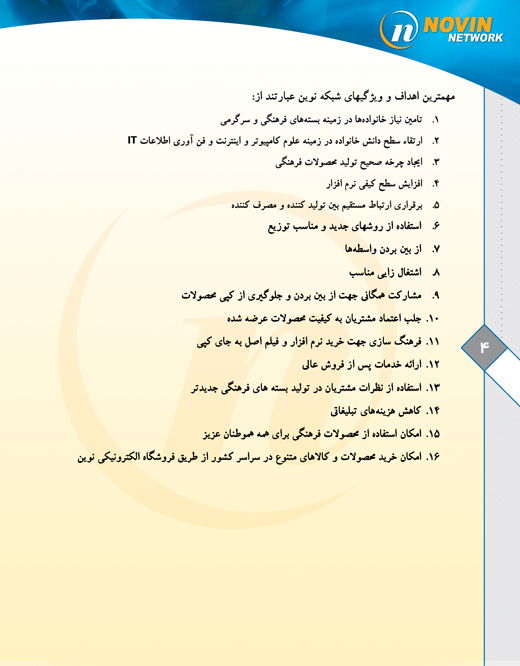 NOVIN
NETWORK
مهمترین اهداف و ویژگیهای شبکه نوین عبارتند از:
۱. تامین نیاز خانواده‌ها در زمینه بسته‌های فرهنگی و سرگرمی
۲. ارتقاء سطح دانش خانواده در زمینه علوم کامپیوتر و اینترنت و فن آوری اطلاعات IT
۳. ایجاد چرخه صحیح تولید محصولات فرهنگی
۴. افزایش سطح کیفی نرم افزار
۵. برقراری ارتباط مستقیم بین تولید کننده و مصرف کننده
۶. استفاده از روشهای جدید و مناسب توزیع
۷. از بین بردن واسطه‌ها
۸. اشتغال زایی مناسب
۹. مشارکت همگانی جهت از بین بردن و جلوگیری از کپی محصولات
۱۰. جلب اعتماد مشتریان به کیفیت محصولات عرضه شده
۱۱. فرهنگ سازی جهت خرید نرم افزار و فیلم اصل به جای کپی
۱۲. ارائه خدمات پس از فروش عالی
۱۳. استفاده از نظرات مشتریان در تولید بسته های فرهنگی جدیدتر
۱۴. کاهش هزینه‌های تبلیغاتی
۱۵. امکان استفاده از محصولات فرهنگی برای همه هموطنان عزیز
۱۶. امکان خرید محصولات و کالاهای متنوع در سراسر کشور از طریق فروشگاه الکترونیکی نوین
۴